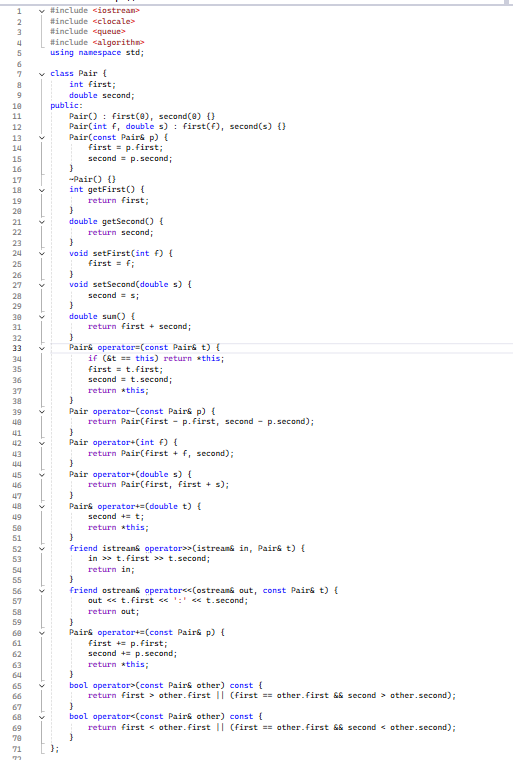 1 #include <iostream>
2 #include <clocale>
3 #include <queue>
4 #include <algorithm>
5 using namespace std;
6
7 class Pair {
8 int first;
9 double second;
10 public:
11 Pair() : first(0), second(0) {}
12 Pair(int f, double s) : first(f), second(s) {}
13 Pair(const Pair& p) {
14 first = p.first;
15 second = p.second;
16 }
17 ~Pair() {}
18 int getFirst() {
19 return first;
20 }
21 double getSecond() {
22 return second;
23 }
24 void setFirst(int f) {
25 first = f;
26 }
27 void setSecond(double s) {
28 second = s;
29 }
30 double sum() {
31 return first + second;
32 }
33 Pair& operator=(const Pair& t) {
34 if (&t == this) return *this;
35 first = t.first;
36 second = t.second;
37 return *this;
38 }
39 Pair operator-(const Pair& p) {
40 return Pair(first - p.first, second - p.second);
41 }
42 Pair operator+(int f) {
43 return Pair(first + f, second);
44 }
45 Pair operator+(double s) {
46 return Pair(first, first + s);
47 }
48 Pair& operator+=(double t) {
49 second += t;
50 return *this;
51 }
52 friend istream& operator>>(istream& in, Pair& t) {
53 in >> t.first >> t.second;
54 return in;
55 }
56 friend ostream& operator<<(ostream& out, const Pair& t) {
57 out << t.first << ':' << t.second;
58 return out;
59 }
60 Pair& operator+=(const Pair& p) {
61 first += p.first;
62 second += p.second;
63 return *this;
64 }
65 bool operator>(const Pair& other) const {
66 return first > other.first || (first == other.first && second > other.second);
67 }
68 bool operator<(const Pair& other) const {
69 return first < other.first || (first == other.first && second < other.second);
70 }
71 };